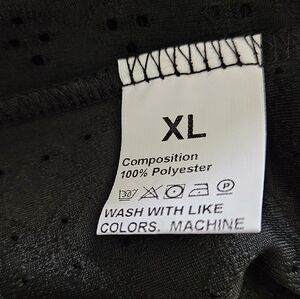 XL
Composition
100% Polyester
WASH WITH LIKE
COLORS. MACHINE